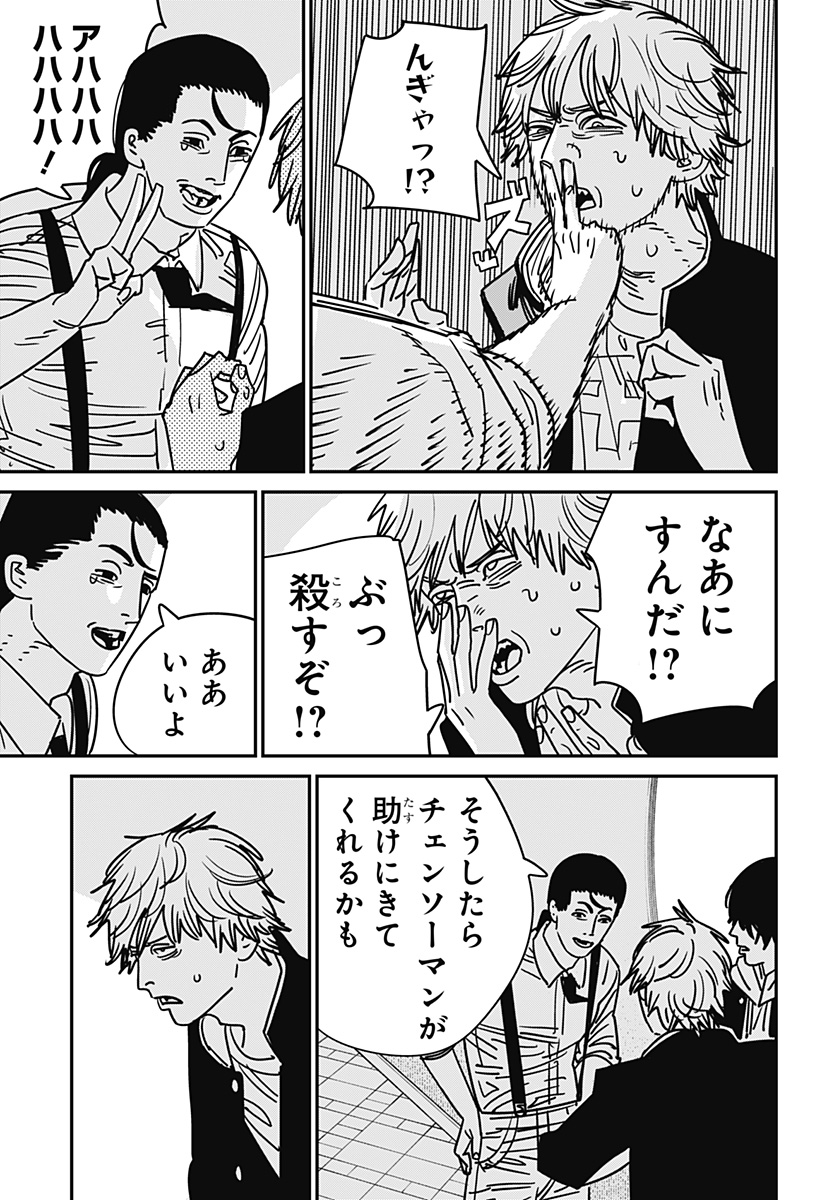 んぎゃっ!?
ズボ
アハハハ
ハハハハ!
なあに
すんだ!?
ぶっ
殺すぞ!?
ああ
いいよ
そうしたら
チェンソーマンが
助けにきて
くれるかも